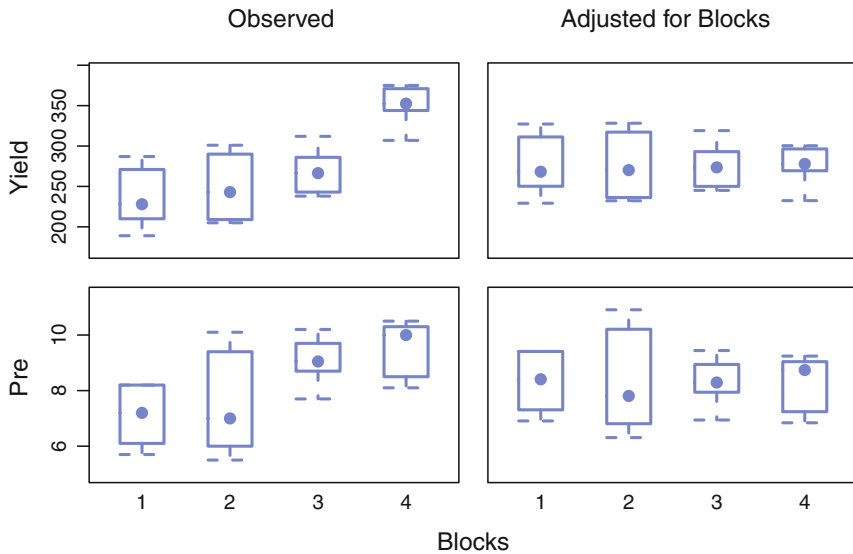 Observed
Adjusted for Blocks
Yield
200 250 300 350
Pre
6 8 10
1 2 3 4
1 2 3 4
Blocks